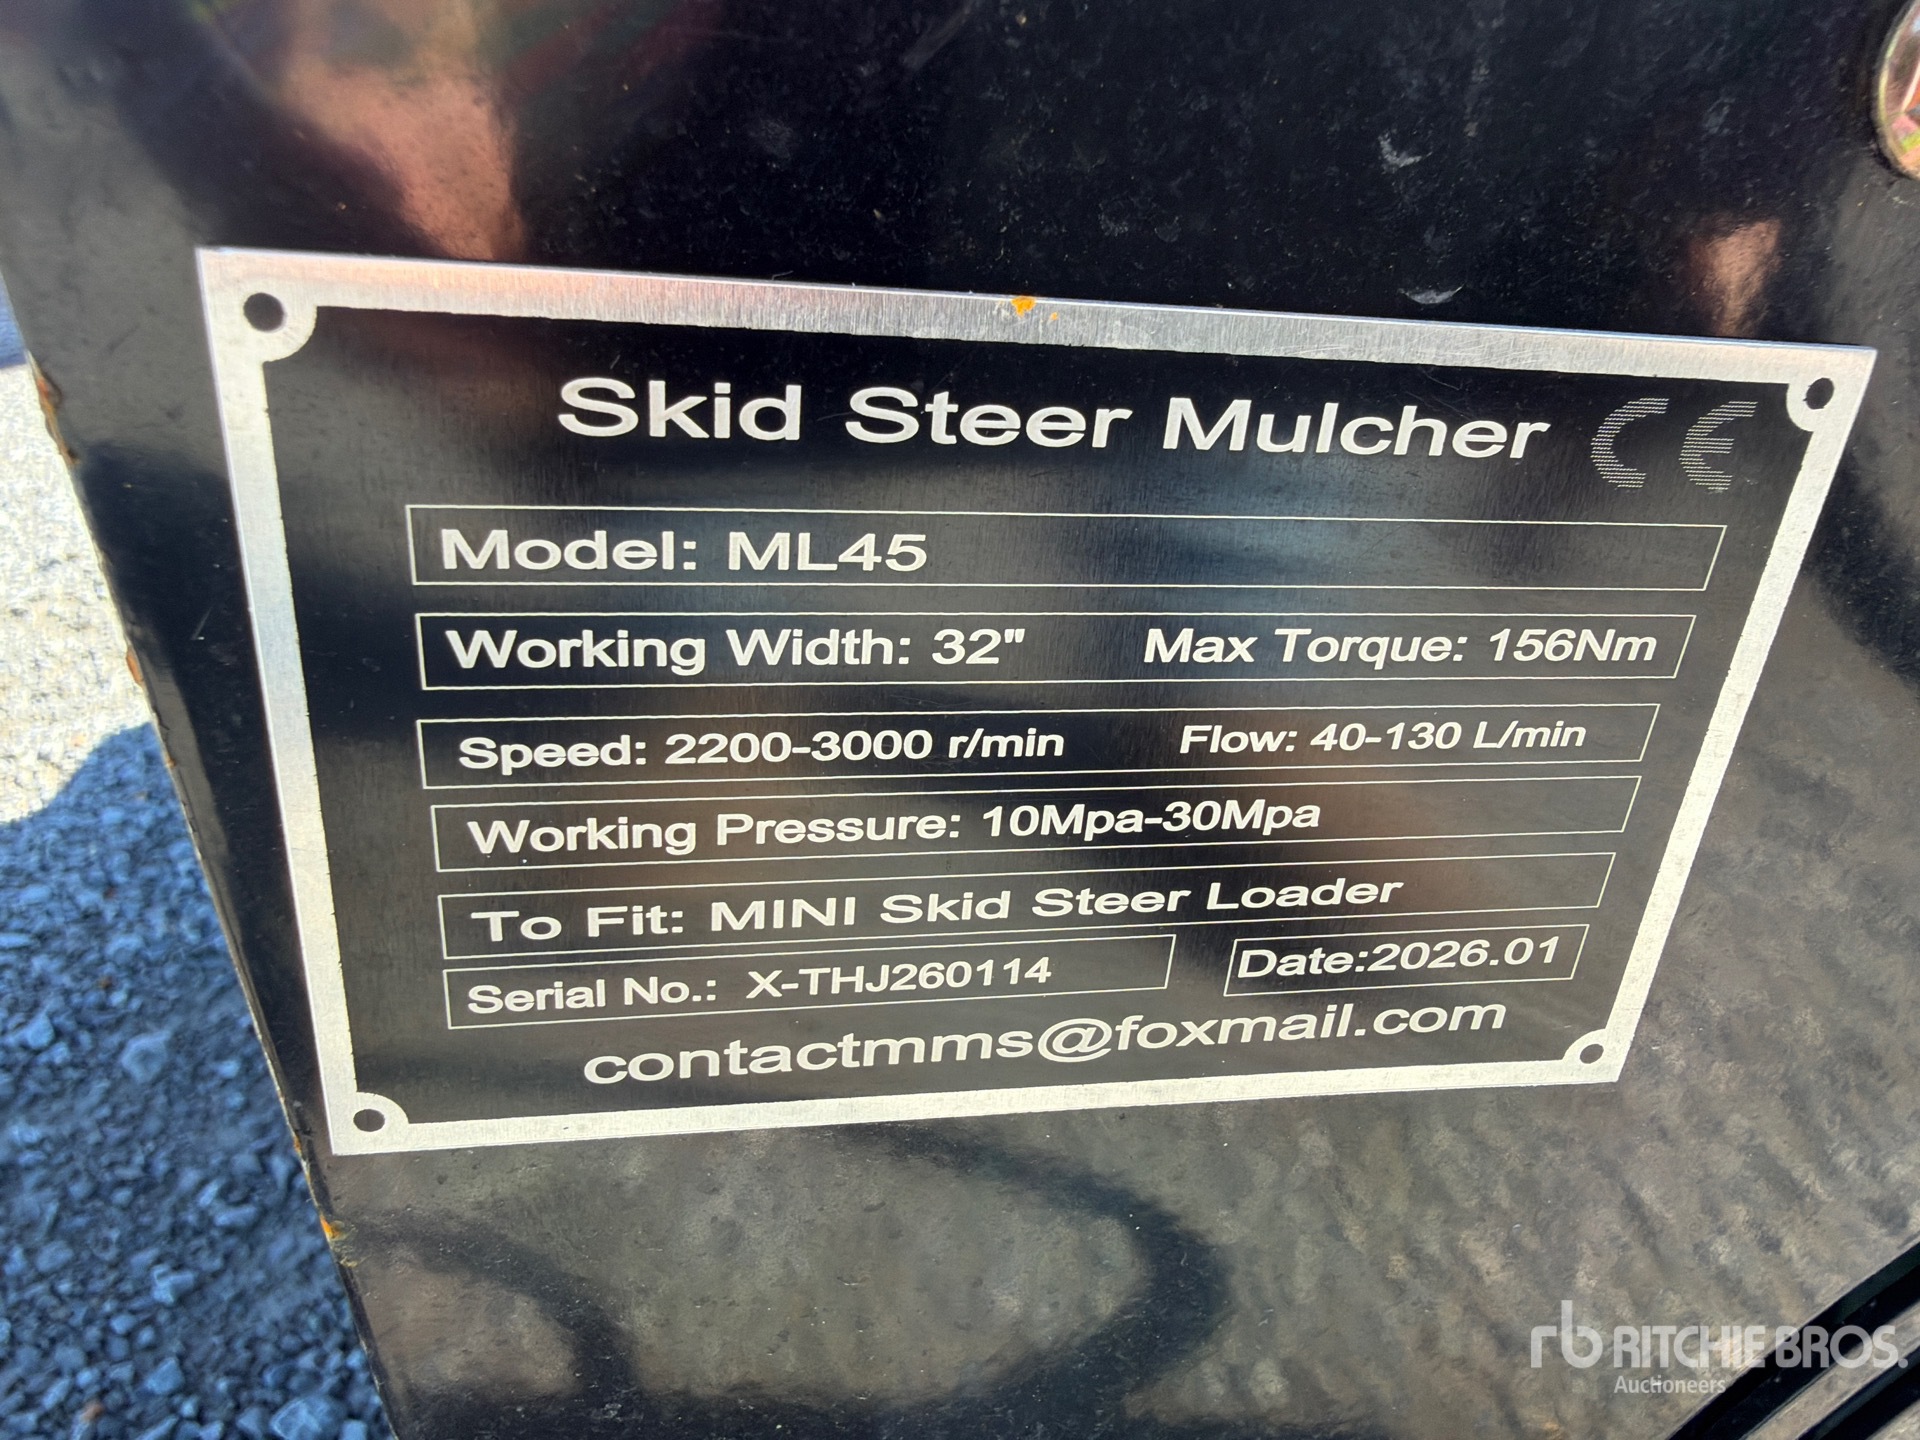 Skid Steer Mulcher CE
Model: ML45
Working Width: 32" Max Torque: 156Nm
Speed: 2200-3000 r/min Flow: 40-130 L/min
Working Pressure: 10Mpa-30Mpa
To Fit: MINI Skid Steer Loader
Serial No.: X-THJ260114 Date:2026.01
contactmms@foxmail.com
rb RITCHIE BROS.
Auctioneers